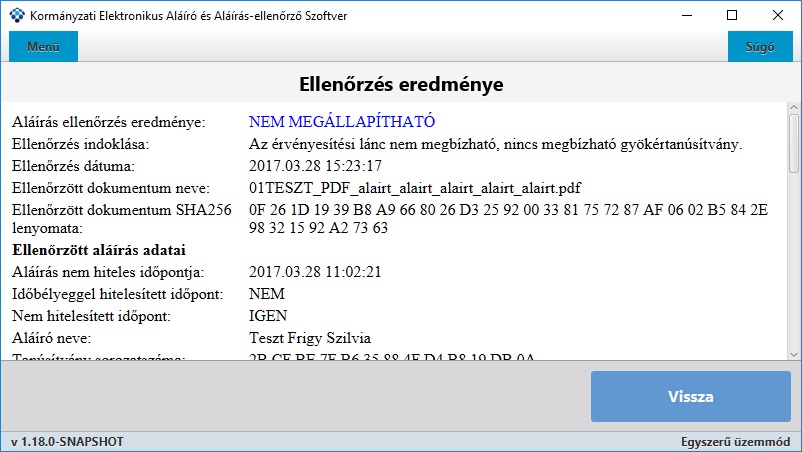 Kormányzati Elektronikus Aláíró és Aláírás-ellenőrző Szoftver
Menü
Súgó
Ellenőrzés eredménye
Aláírás ellenőrzés eredménye: NEM MEGÁLLAPÍTHATÓ
Ellenőrzés indoklása: Az érvényesítési lánc nem megbízható, nincs megbízható gyökértanúsítvány.
Ellenőrzés dátuma: 2017.03.28 15:23:17
Ellenőrzött dokumentum neve: 01TESZT_PDF_alairt_alairt_alairt_alairt_alairt.pdf
Ellenőrzött dokumentum SHA256 0F 26 1D 19 39 B8 A9 66 80 26 D3 25 92 00 33 81 75 72 87 AF 06 02 B5 84 2E
lenyomata: 98 32 15 92 A2 73 63
Ellenőrzött aláírás adatai
Aláírás nem hiteles időpontja: 2017.03.28 11:02:21
Időbélyeggel hitelesített időpont: NEM
Nem hitelesített időpont: IGEN
Aláíró neve: Teszt Frigy Szilvia
Tanúsítvány sorozatszáma:
Vissza
v 1.18.0-SNAPSHOT
Egyszerű üzemmód